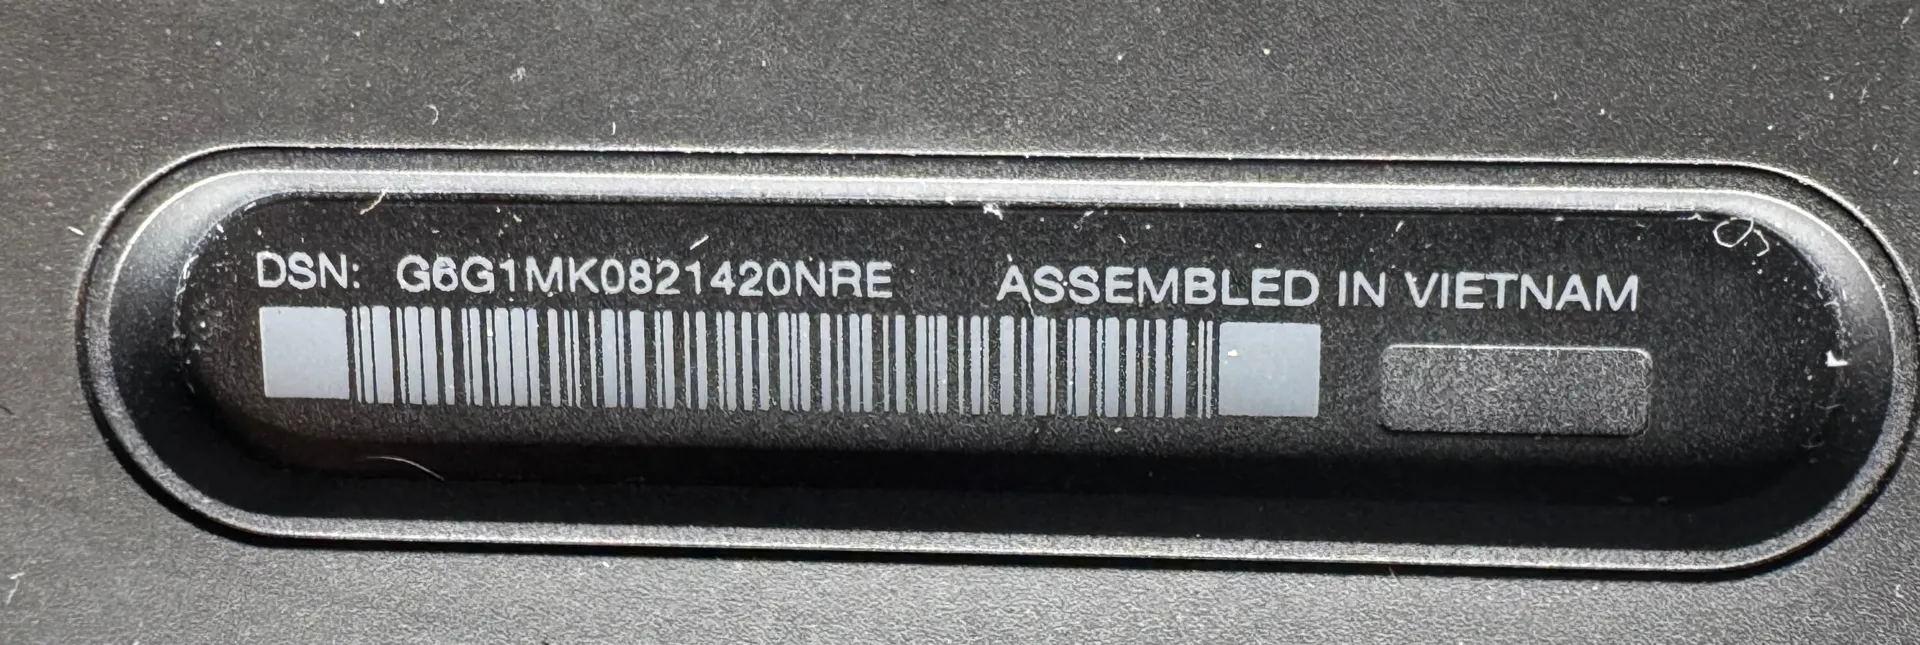 DSN: G6G1MK0821420NRE ASSEMBLED IN VIETNAM